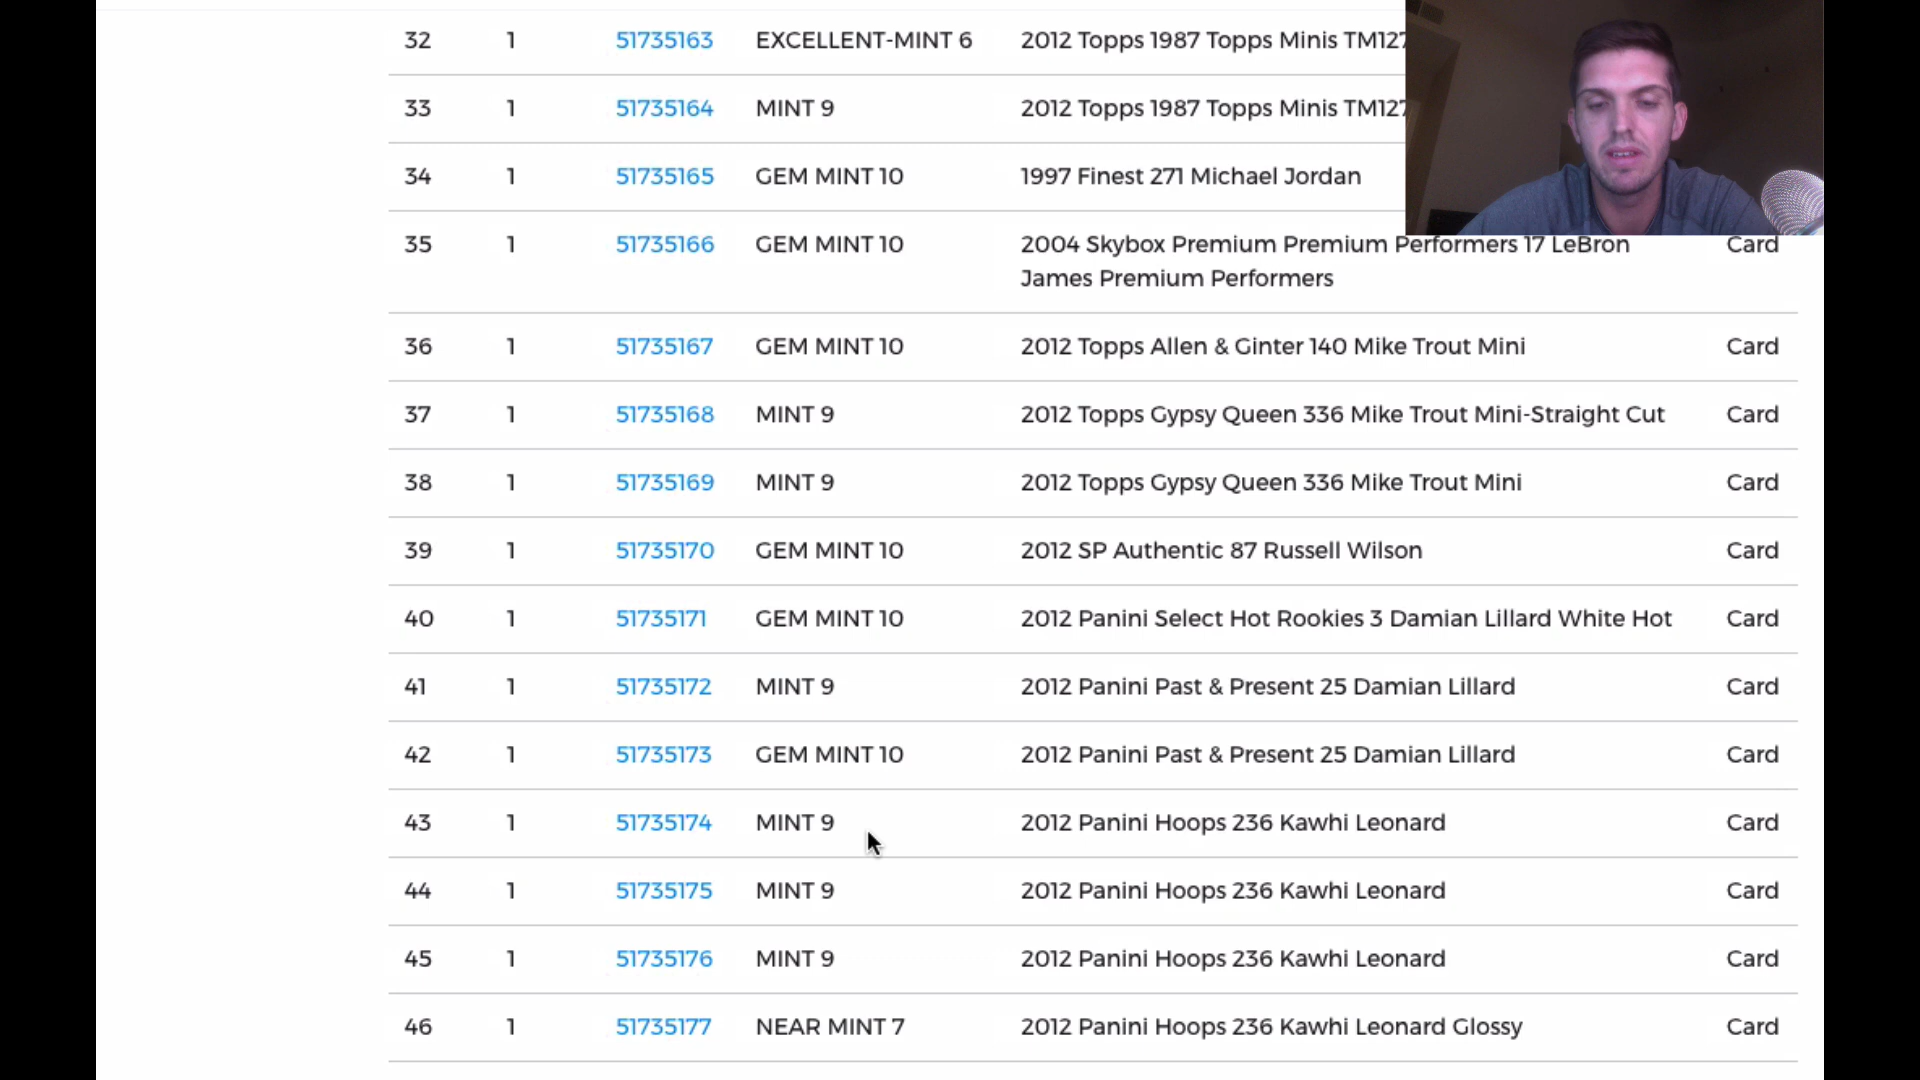 32 1 51735163 EXCELLENT-MINT 6 2012 Topps 1987 Topps Minis TM127
33 1 51735164 MINT 9 2012 Topps 1987 Topps Minis TM127
34 1 51735165 GEM MINT 10 1997 Finest 271 Michael Jordan
35 1 51735166 GEM MINT 10 2004 Skybox Premium Premium Performers 17 LeBron Card
James Premium Performers
36 1 51735167 GEM MINT 10 2012 Topps Allen & Ginter 140 Mike Trout Mini Card
37 1 51735168 MINT 9 2012 Topps Gypsy Queen 336 Mike Trout Mini-Straight Cut Card
38 1 51735169 MINT 9 2012 Topps Gypsy Queen 336 Mike Trout Mini Card
39 1 51735170 GEM MINT 10 2012 SP Authentic 87 Russell Wilson Card
40 1 51735171 GEM MINT 10 2012 Panini Select Hot Rookies 3 Damian Lillard White Hot Card
41 1 51735172 MINT 9 2012 Panini Past & Present 25 Damian Lillard Card
42 1 51735173 GEM MINT 10 2012 Panini Past & Present 25 Damian Lillard Card
43 1 51735174 MINT 9 2012 Panini Hoops 236 Kawhi Leonard Card
44 1 51735175 MINT 9 2012 Panini Hoops 236 Kawhi Leonard Card
45 1 51735176 MINT 9 2012 Panini Hoops 236 Kawhi Leonard Card
46 1 51735177 NEAR MINT 7 2012 Panini Hoops 236 Kawhi Leonard Glossy Card